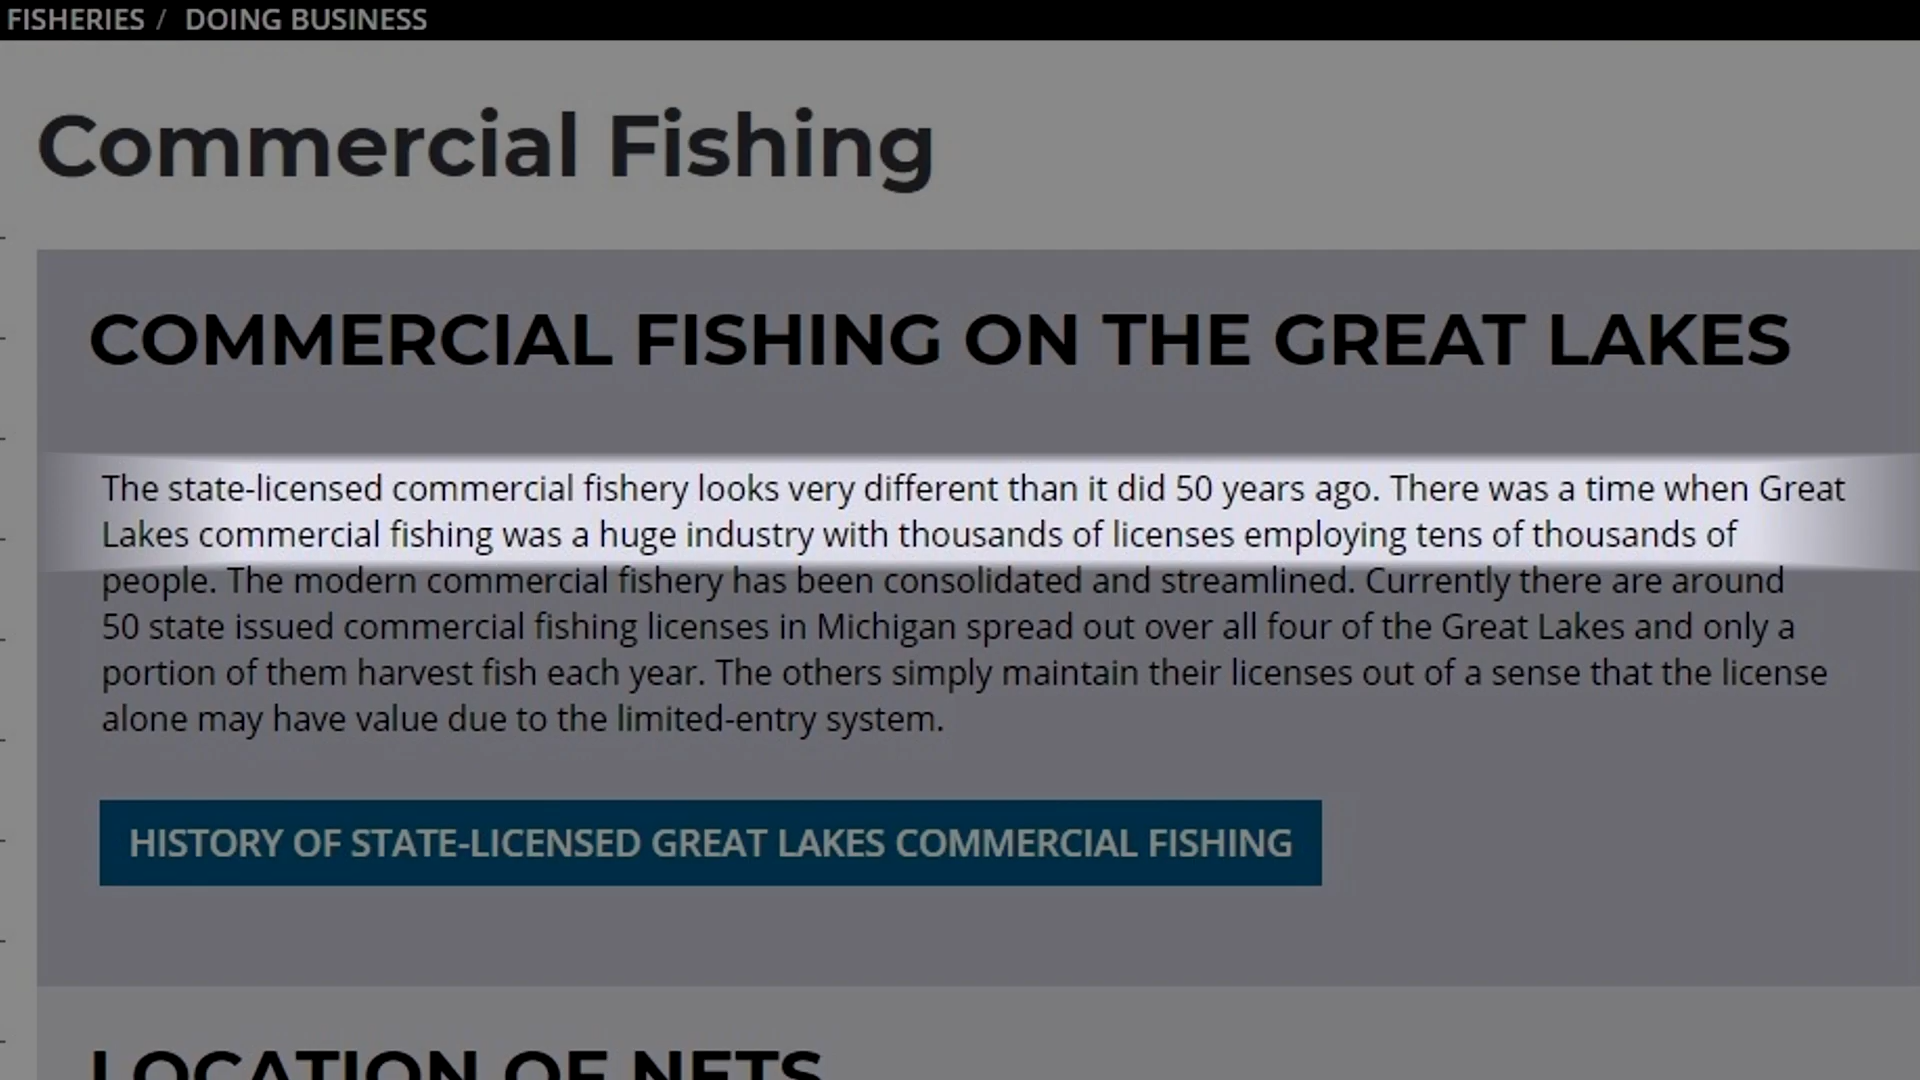 FISHERIES / DOING BUSINESS
Commercial Fishing
COMMERCIAL FISHING ON THE GREAT LAKES
The state-licensed commercial fishery looks very different than it did 50 years ago. There was a time when Great
Lakes commercial fishing was a huge industry with thousands of licenses employing tens of thousands of
people. The modern commercial fishery has been consolidated and streamlined. Currently there are around
50 state issued commercial fishing licenses in Michigan spread out over all four of the Great Lakes and only a
portion of them harvest fish each year. The others simply maintain their licenses out of a sense that the license
alone may have value due to the limited-entry system.
HISTORY OF STATE-LICENSED GREAT LAKES COMMERCIAL FISHING
LOCATION OF NETS